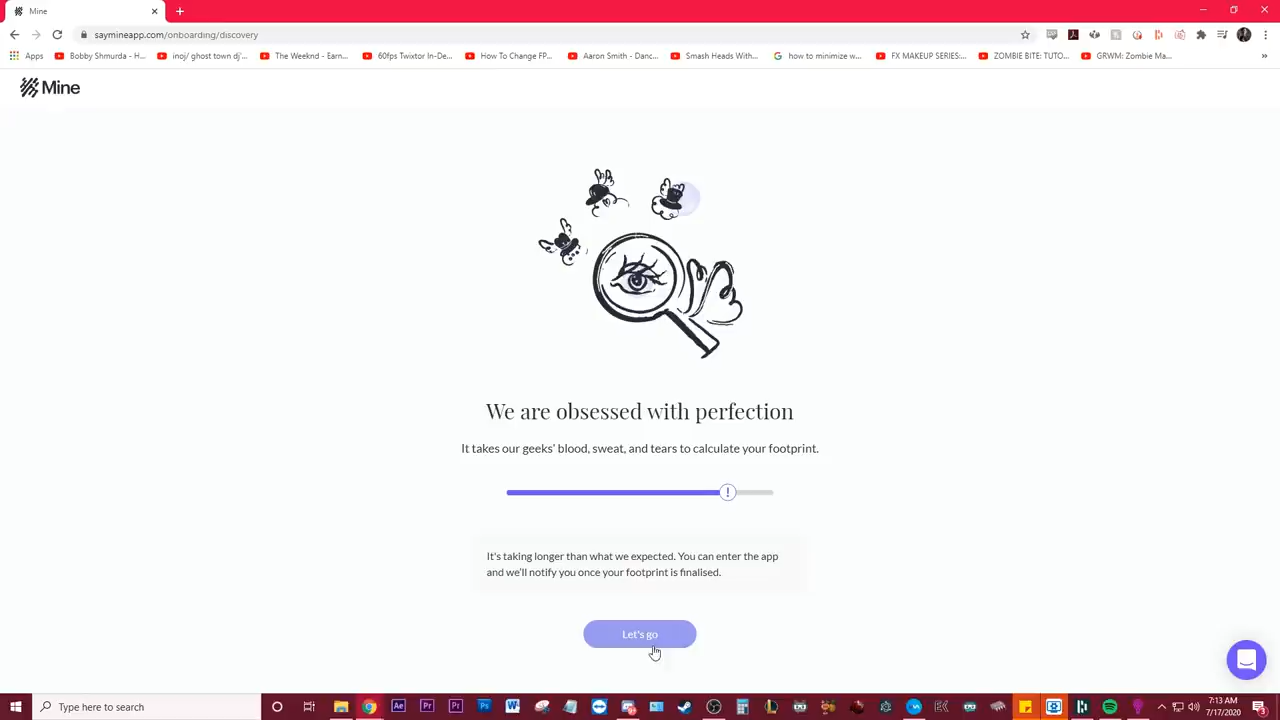 Mine
saymineapp.com/onboarding/discovery
Apps
Bobby Shmurda - H...
inoj/ ghost town dj'...
The Weeknd - Earn...
60fps Twixtor In-De...
How To Change FP...
Aaron Smith - Danc...
Smash Heads With...
how to minimize w...
FX MAKEUP SERIES:...
ZOMBIE BITE: TUTO...
GRWM: Zombie Ma...
Mine
We are obsessed with perfection
It takes our geeks' blood, sweat, and tears to calculate your footprint.
It's taking longer than what we expected. You can enter the app
and we'll notify you once your footprint is finalised.
Let's go
Type here to search
7:13 AM
7/17/2020